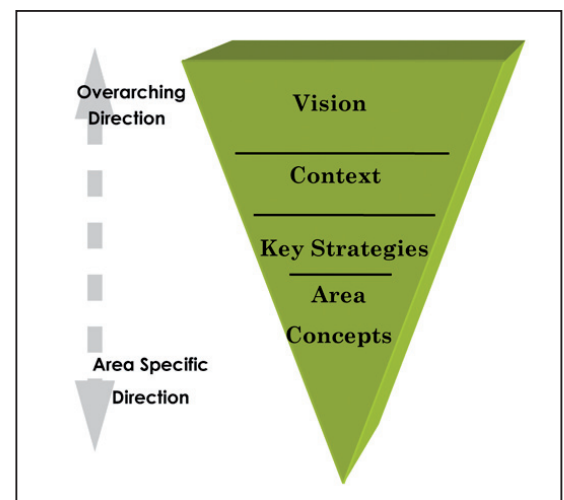 Overarching
Direction
Vision
Context
Key Strategies
Area
Concepts
Area Specific
Direction